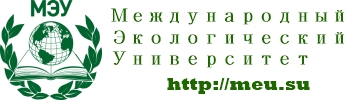 МЭУ
Международный
Экологический
Университет
http://meu.su